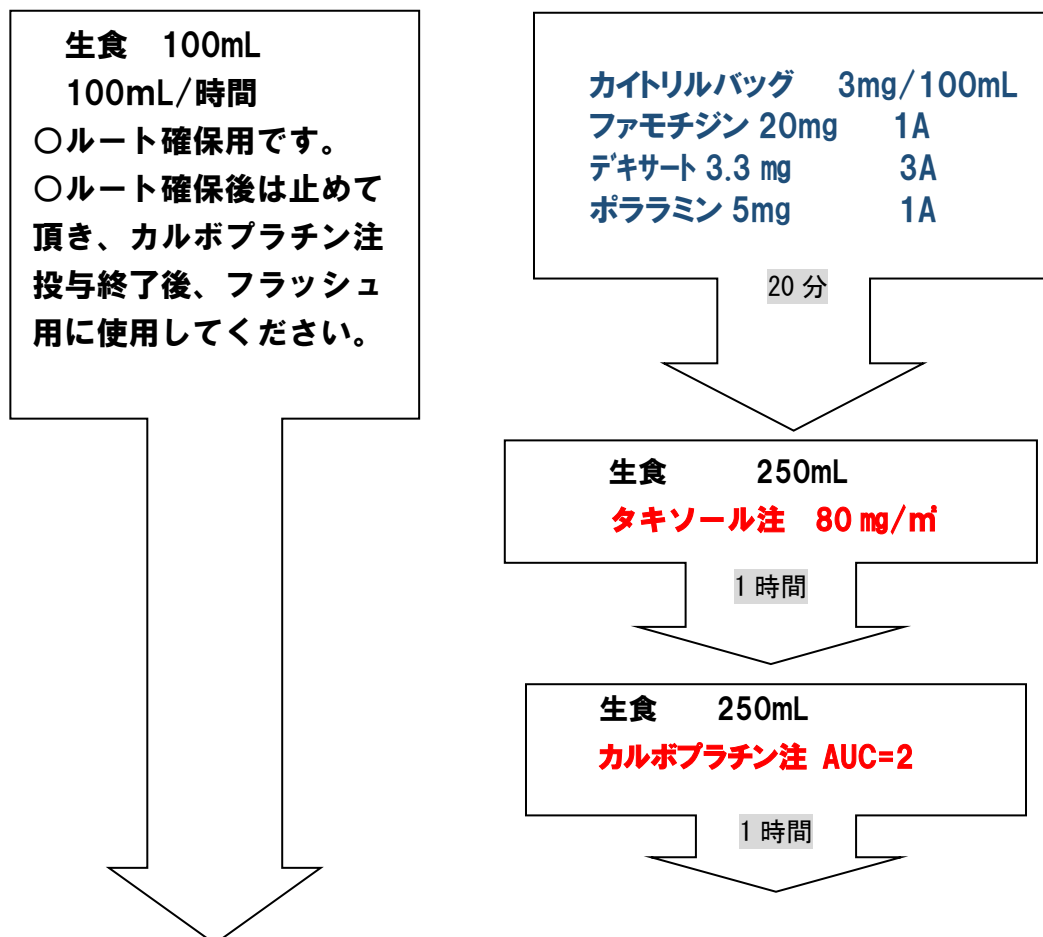 生食 100mL
100mL/時間
○ルート確保用です。
○ルート確保後は止めて
頂き、カルボプラチン注
投与終了後、フラッシュ
用に使用してください。
カイトリルバッグ 3mg/100mL
ファモチジン 20mg 1A
デキサート 3.3 mg 3A
ポララミン 5mg 1A
20 分
生食 250mL
タキソール注 80 mg/㎡
1 時間
生食 250mL
カルボプラチン注 AUC=2
1 時間